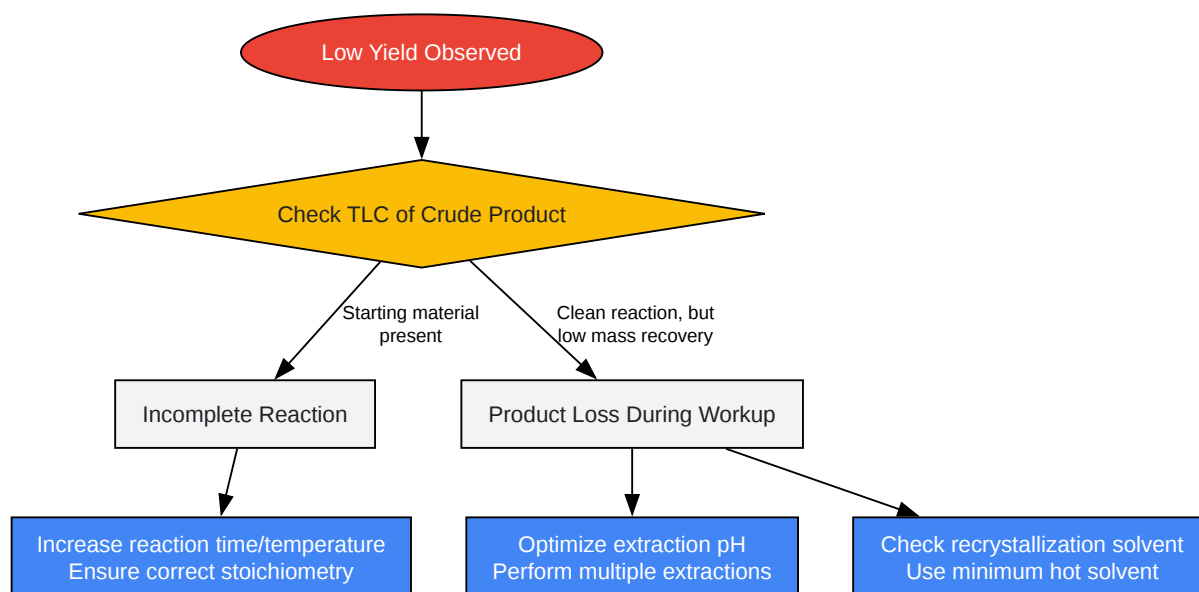 Low Yield Observed
Check TLC of Crude Product
Starting material
present
Clean reaction, but
low mass recovery
Incomplete Reaction
Product Loss During Workup
Increase reaction time/temperature
Ensure correct stoichiometry
Optimize extraction pH
Perform multiple extractions
Check recrystallization solvent
Use minimum hot solvent